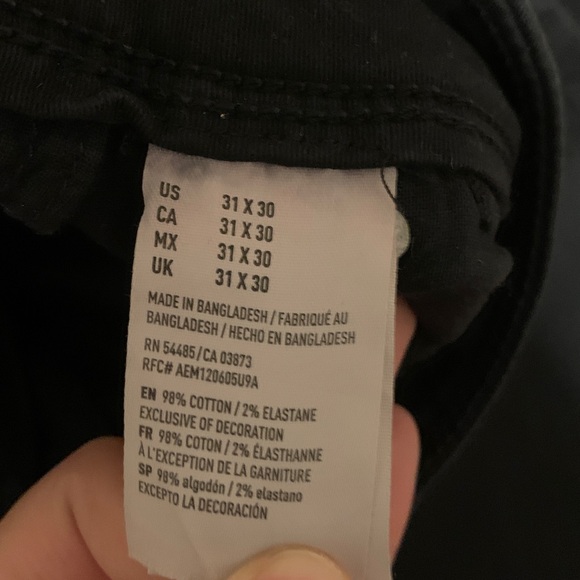 US 31 X 30
CA 31 X 30
MX 31 X 30
UK 31 X 30
MADE IN BANGLADESH / FABRIQUÉ AU
BANGLADESH / HECHO EN BANGLADESH
RN 54485/CA 03873
RFC# AEM120605U9A
EN 98% COTTON / 2% ELASTANE
EXCLUSIVE OF DECORATION
FR 98% COTON / 2% ÉLASTHANNE
À L'EXCEPTION DE LA GARNITURE
SP 98% algodón / 2% elastano
EXCEPTO LA DECORACIÓN